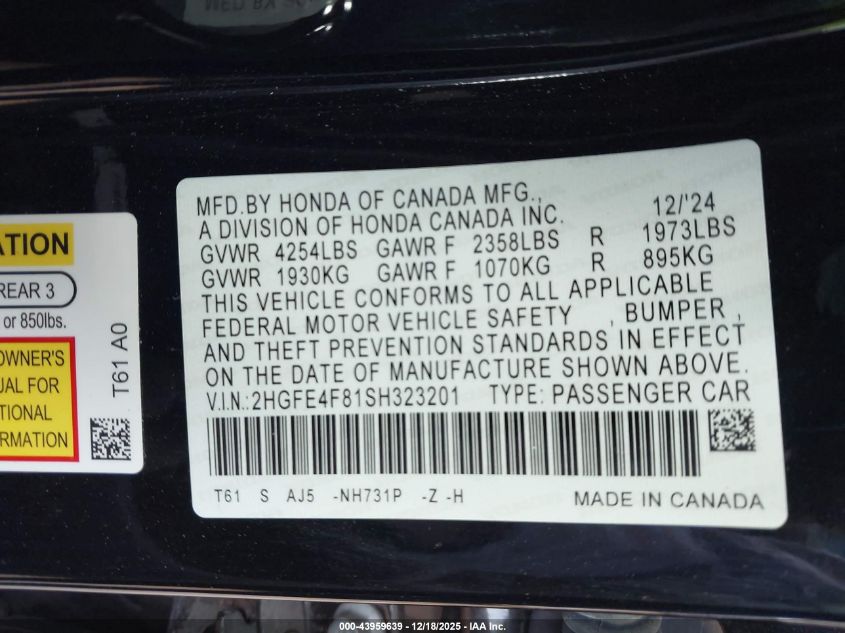 ATION
REAR 3
or 850lbs.
OWNER'S
UAL FOR
TIONAL
RMATION
T61 A0
MFD.BY HONDA OF CANADA MFG.,
A DIVISION OF HONDA CANADA INC. 12/'24
GVWR 4254LBS GAWR F 2358LBS R 1973LBS
GVWR 1930KG GAWR F 1070KG R 895KG
THIS VEHICLE CONFORMS TO ALL APPLICABLE
FEDERAL MOTOR VEHICLE SAFETY , BUMPER ,
AND THEFT PREVENTION STANDARDS IN EFFECT
ON THE DATE OF MANUFACTURE SHOWN ABOVE.
V.I.N.:2HGFE4F81SH323201 TYPE: PASSENGER CAR
T61 S AJ5 -NH731P -Z -H MADE IN CANADA
000-43959639 - 12/18/2025 - IAA Inc.